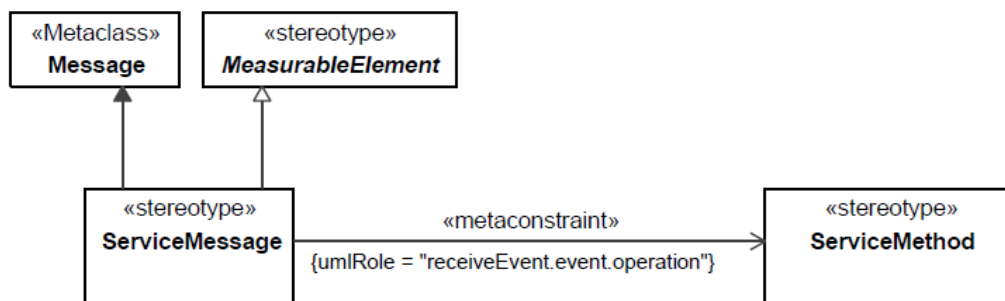 «Metaclass»
Message
«stereotype»
MeasurableElement
«stereotype»
ServiceMessage
«metaconstraint»
{umlRole = "receiveEvent.event.operation"}
«stereotype»
ServiceMethod